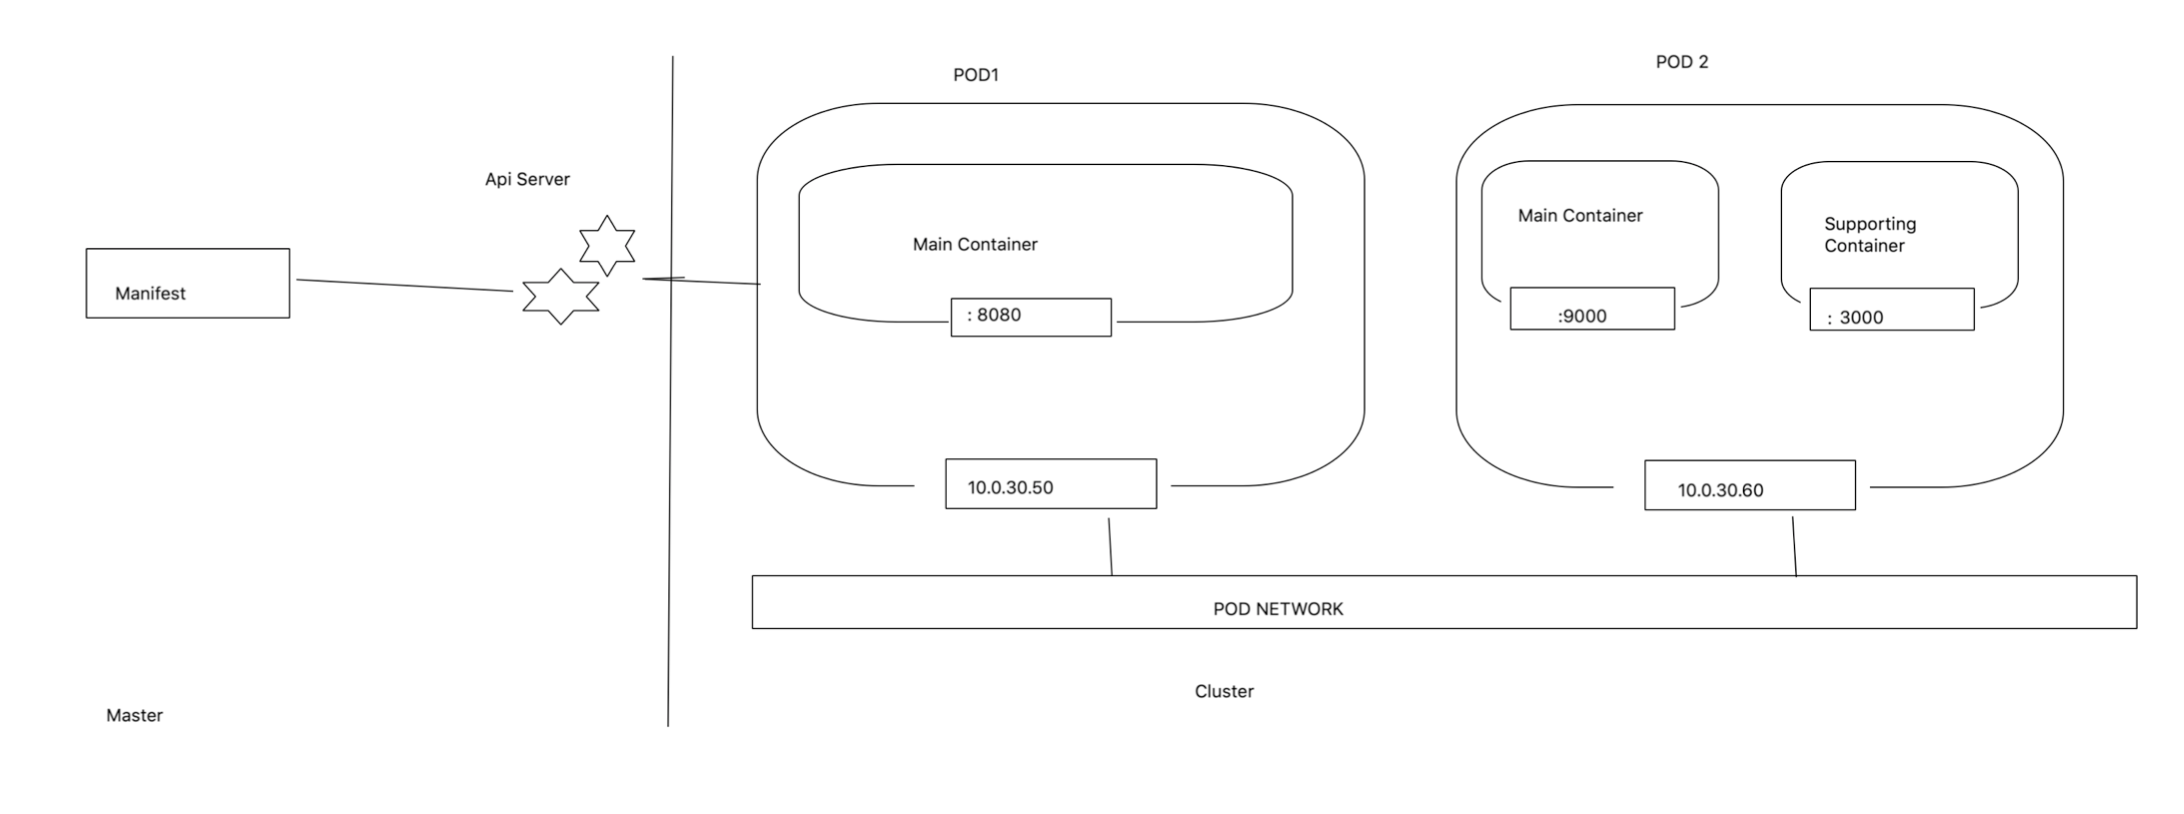 POD1
POD 2
Api Server
Manifest
Main Container
: 8080
Main Container
:9000
Supporting
Container
: 3000
10.0.30.50
10.0.30.60
POD NETWORK
Cluster
Master